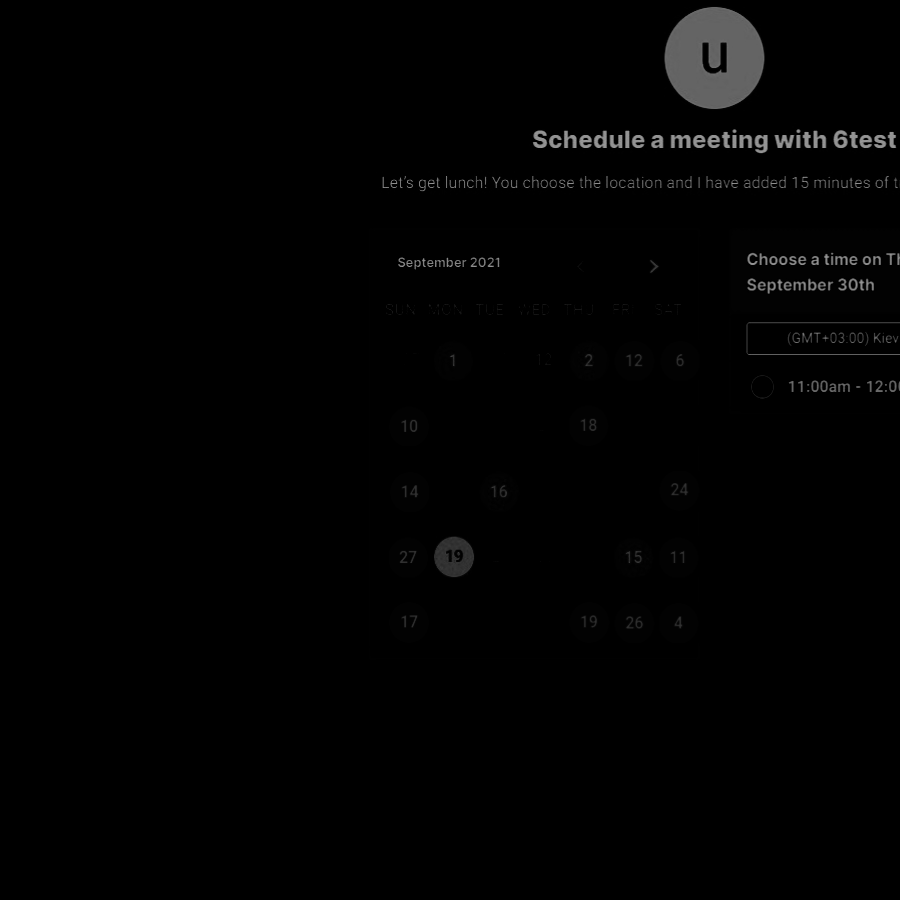 u
Schedule a meeting with 6test
Let's get lunch! You choose the location and I have added 15 minutes of
September 2021
SUN MON TUE WED THU FRI SAT
1 12 2 12 6
10 18
14 16 24
27 19 15 11
17 19 26 4
Choose a time on
September 30th
(GMT+03:00) Kiev
11:00am - 12:00